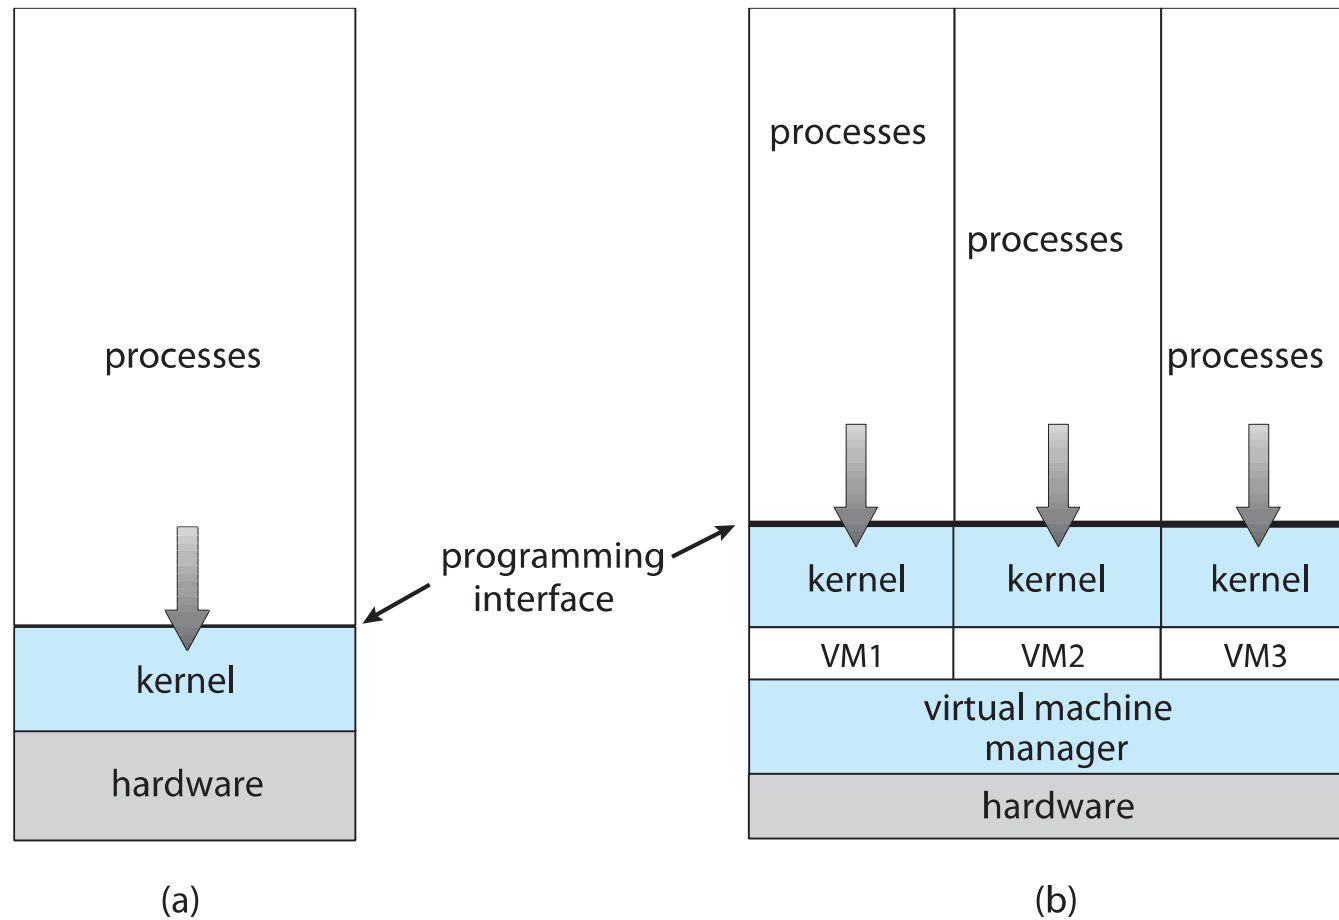 processes
kernel
hardware
(a)
programming
interface
processes
processes
processes
kernel
kernel
kernel
VM1
VM2
VM3
virtual machine
manager
hardware
(b)